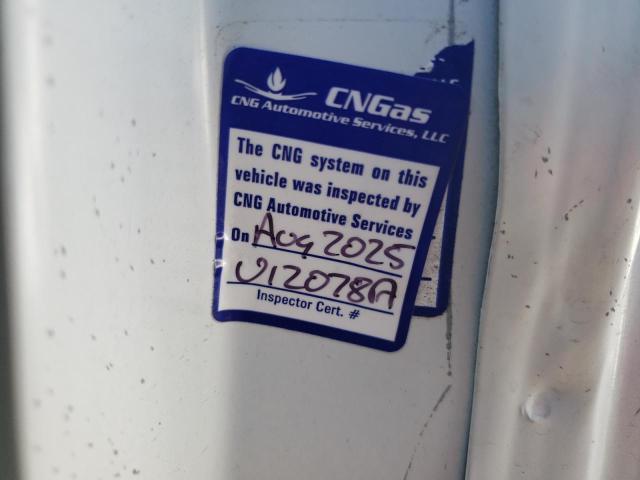 CNGas
CNG Automotive Services, LLC
The CNG system on this
vehicle was inspected by
CNG Automotive Services
On Aug 2025
V12078A
Inspector Cert. #